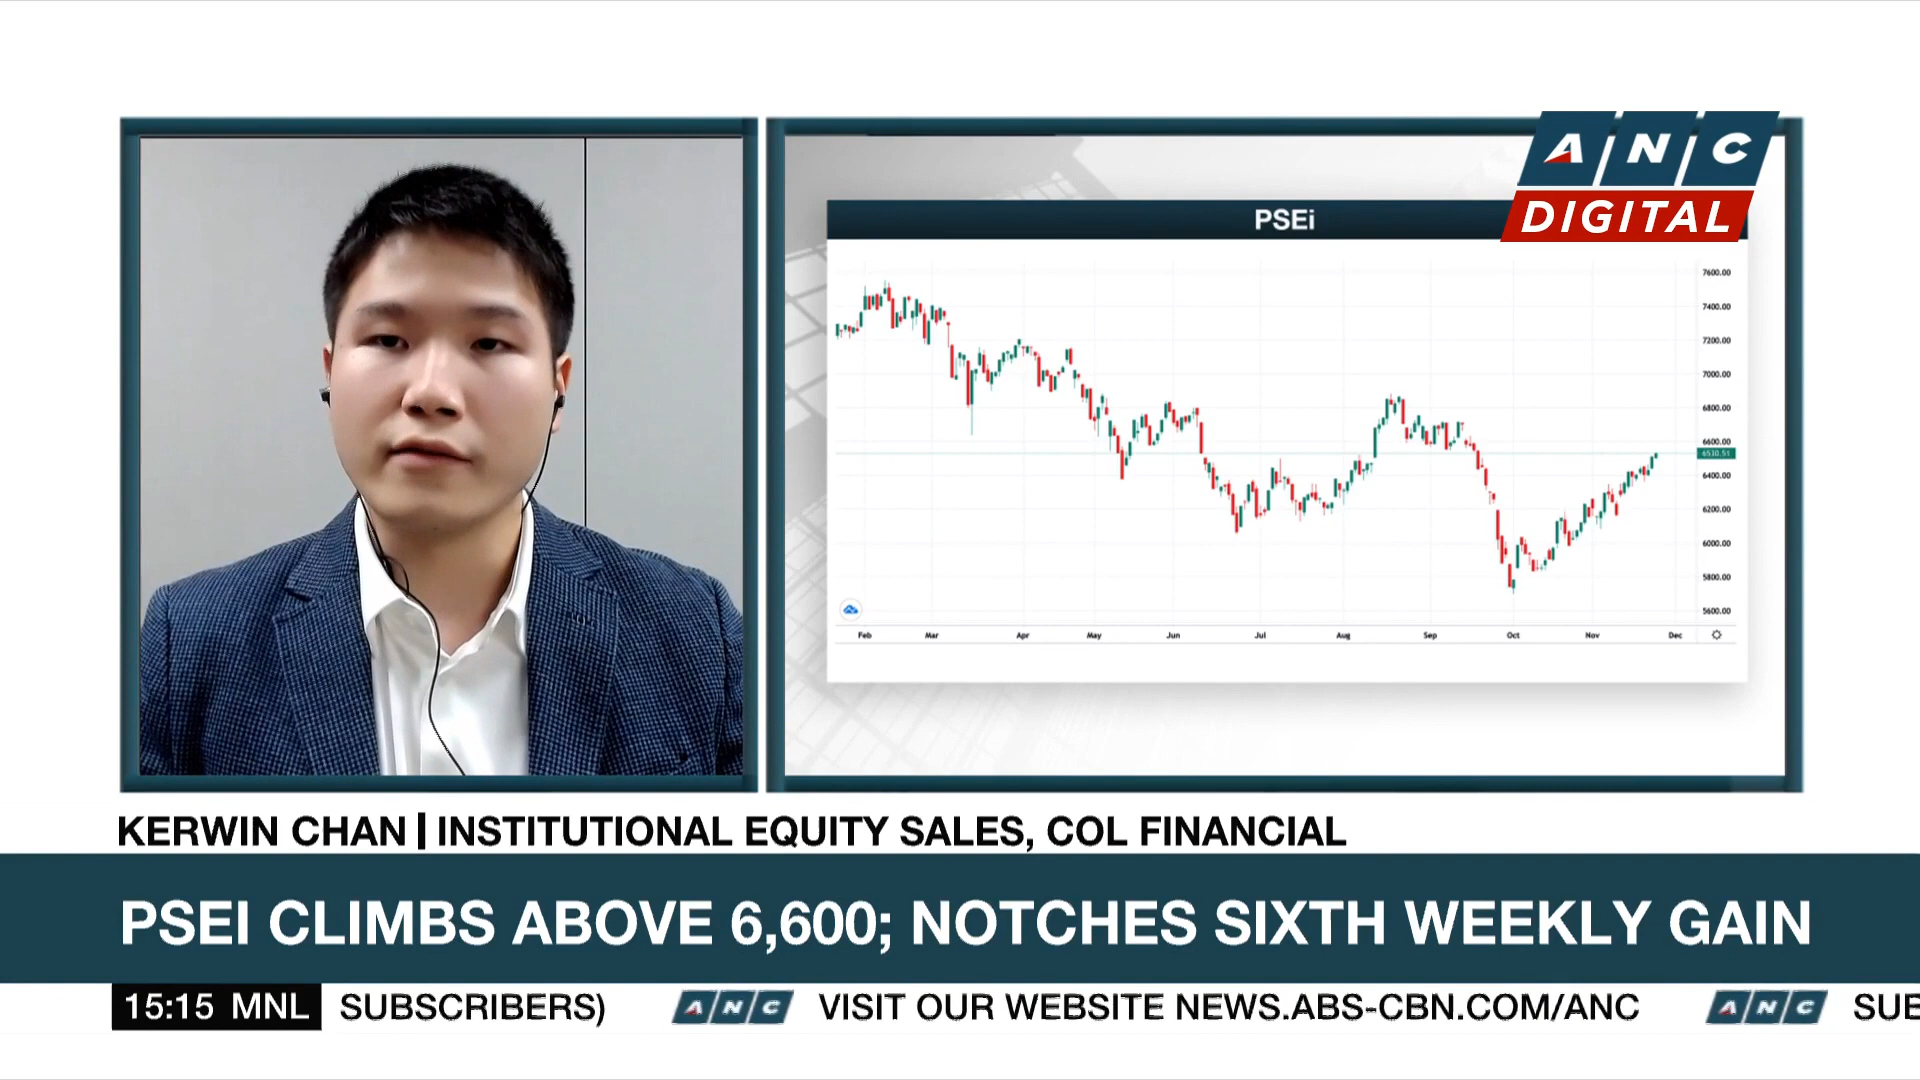 ANC
DIGITAL
PSEi
7600.00
7400.00
7200.00
7000.00
6800.00
6600.00
6510.51
6400.00
6200.00
6000.00
5800.00
5600.00
Feb Mar Apr May Jun Jul Aug Sep Oct Nov Dec
KERWIN CHAN | INSTITUTIONAL EQUITY SALES, COL FINANCIAL
PSEI CLIMBS ABOVE 6,600; NOTCHES SIXTH WEEKLY GAIN
15:15 MNL SUBSCRIBERS) ANC VISIT OUR WEBSITE NEWS.ABS-CBN.COM/ANC ANC SUB